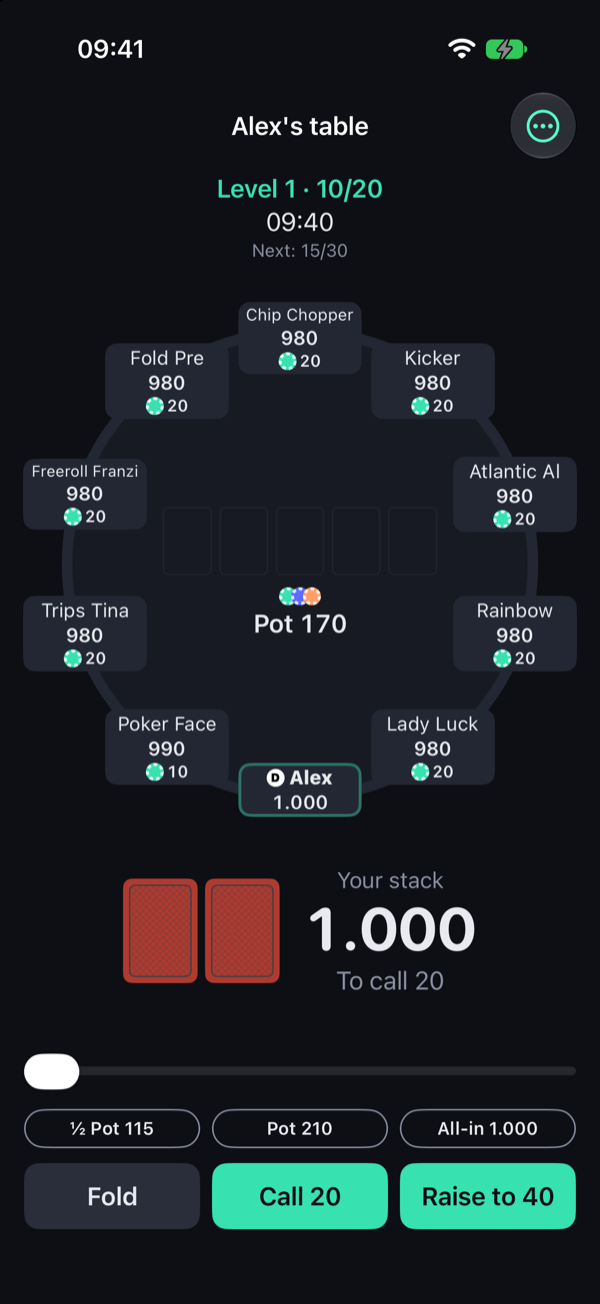 09:41
Alex's table
Level 1 · 10/20
09:40
Next: 15/30
Chip Chopper
980
20
Fold Pre
980
20
Kicker
980
20
Freeroll Franzi
980
20
Atlantic Al
980
20
Trips Tina
980
20
Pot 170
Rainbow
980
20
Poker Face
990
10
Lady Luck
980
20
D Alex
1.000
Your stack
1.000
To call 20
½ Pot 115
Pot 210
All-in 1.000
Fold
Call 20
Raise to 40